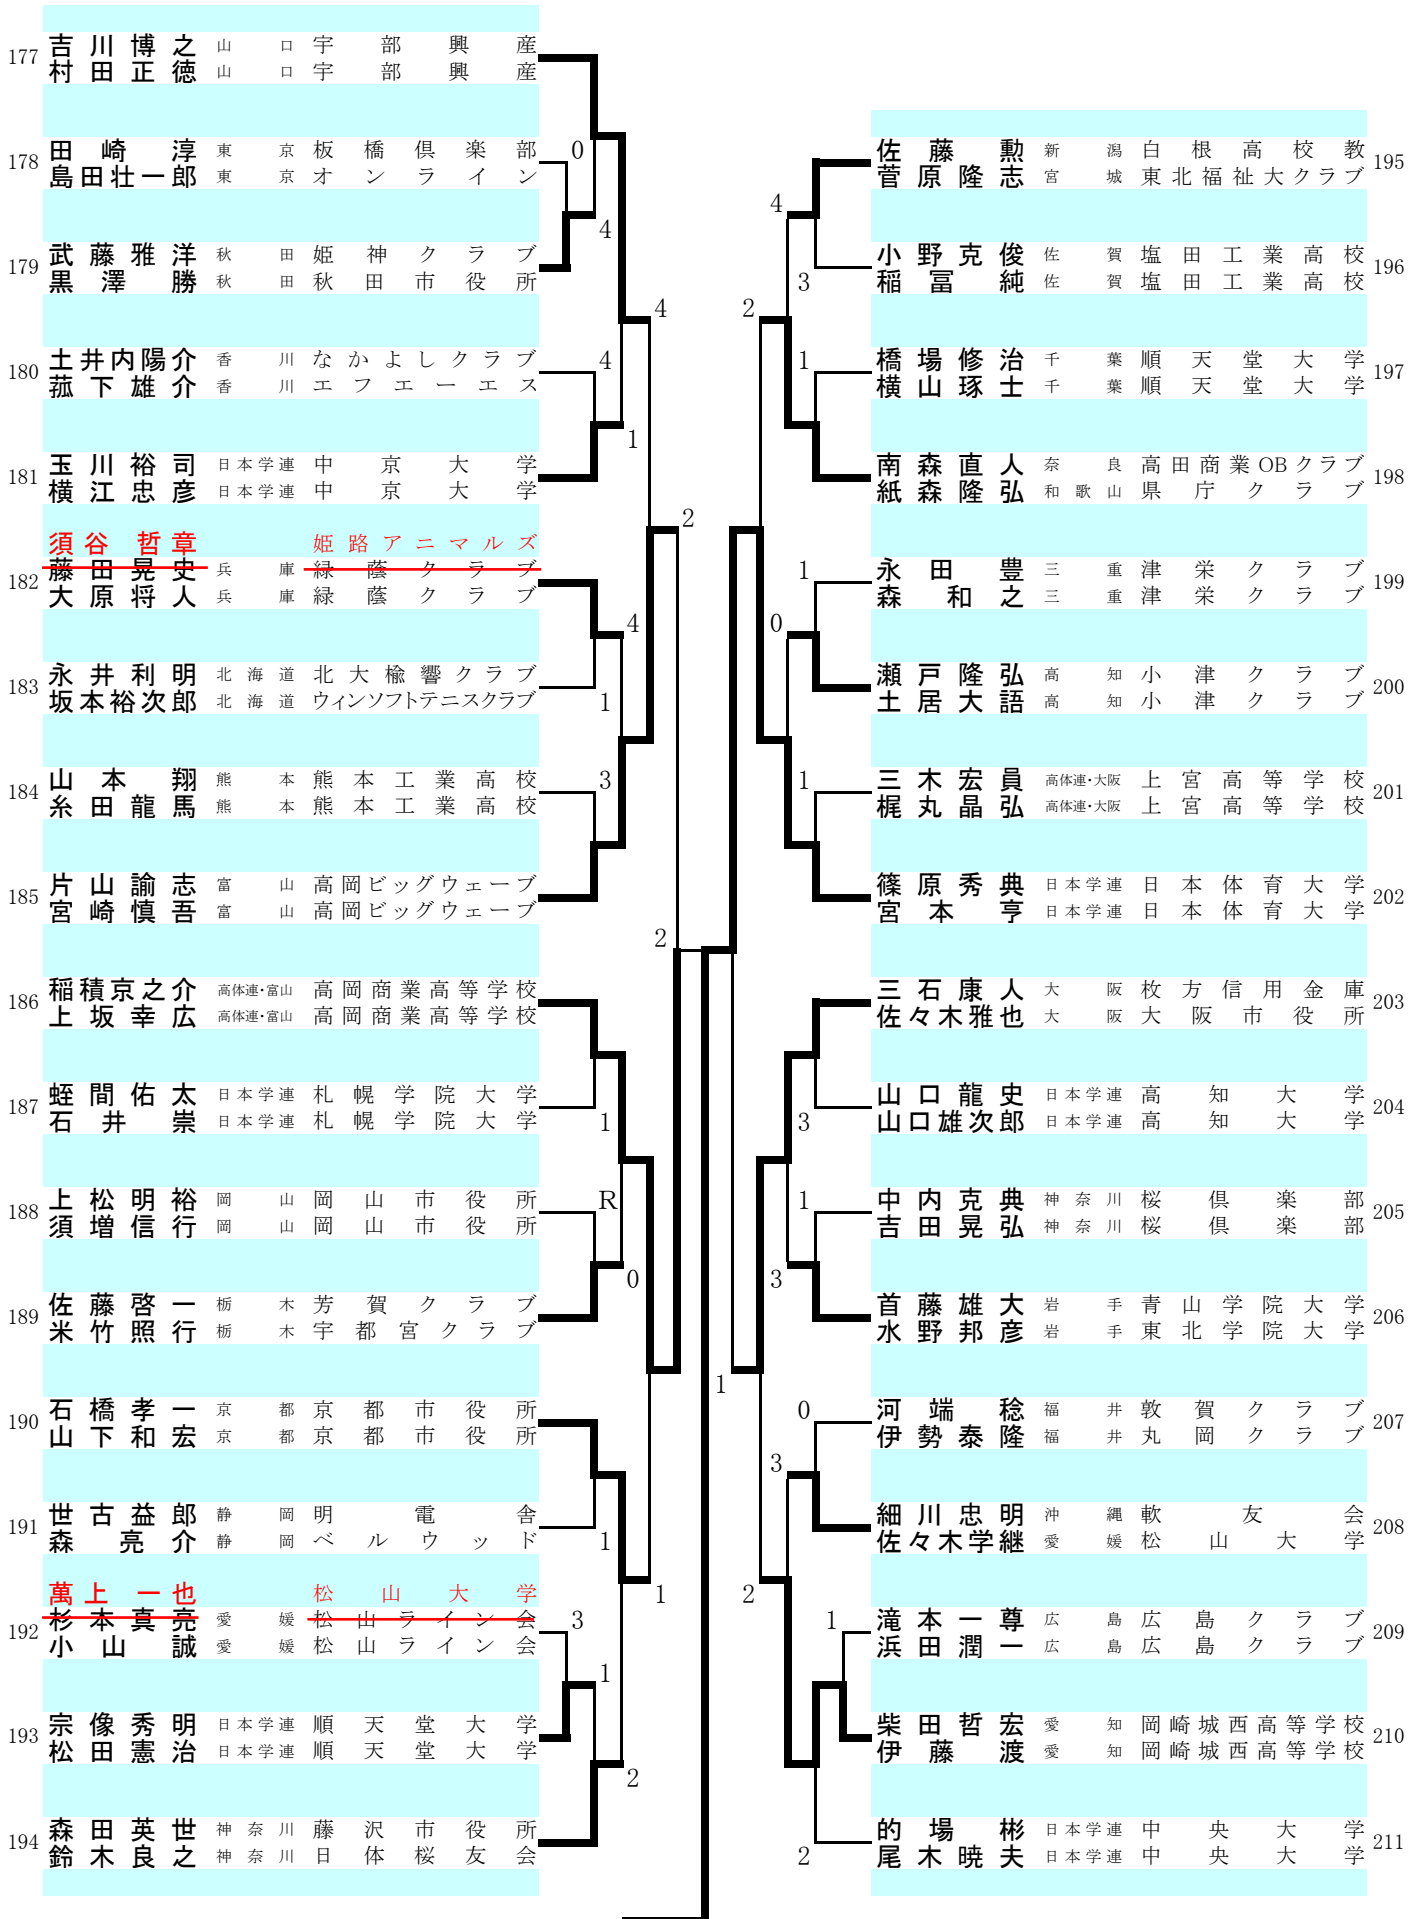 177 吉川博之 山口 宇部興産
村田正徳 山口 宇部興産
178 田崎淳 東京 板橋倶楽部
島田壮一郎 東京 オンライン
0
4
179 武藤雅洋 秋田 姫神クラブ
黒澤勝 秋田 秋田市役所
4
180 土井内陽介 香川 なかよしクラブ
菰下雄介 香川 エフエーエス
4
1
181 玉川裕司 日本学連 中京大学
横江忠彦 日本学連 中京大学
2
須谷哲章 姫路アニマルズ
182 藤田晃史 兵庫 緑蔭クラブ
大原将人 兵庫 緑蔭クラブ
4
183 永井利明 北海道 北大楡響クラブ
坂本裕次郎 北海道 ウィンソフトテニスクラブ
1
184 山本翔 熊本 熊本工業高校
糸田龍馬 熊本 熊本工業高校
3
185 片山諭志 富山 高岡ビッグウェーブ
宮崎慎吾 富山 高岡ビッグウェーブ
2
186 稲積京之介 高体連・富山 高岡商業高等学校
上坂幸広 高体連・富山 高岡商業高等学校
187 蛭間佑太 日本学連 札幌学院大学
石井崇 日本学連 札幌学院大学
1
188 上松明裕 岡山 岡山市役所
須増信行 岡山 岡山市役所
R
0
189 佐藤啓一 栃木 芳賀クラブ
米竹照行 栃木 宇都宮クラブ
190 石橋孝一 京都 京都市役所
山下和宏 京都 京都市役所
191 世古益郎 静岡 明電舎
森亮介 静岡 ベルウッド
1
1
萬上一也 松山大学
192 杉本真亮 愛媛 松山ライン会
小山誠 愛媛 松山ライン会
3
1
193 宗像秀明 日本学連 順天堂大学
松田憲治 日本学連 順天堂大学
2
194 森田英世 神奈川 藤沢市役所
鈴木良之 神奈川 日体桜友会
佐藤勲 新潟 白根高校教 195
菅原隆志 宮城 東北福祉大クラブ
4
小野克俊 佐賀 塩田工業高校 196
稲冨純 佐賀 塩田工業高校
3
2
橋場修治 千葉 順天堂大学 197
横山琢士 千葉 順天堂大学
1
南森直人 奈良 高田商業OBクラブ 198
紙森隆弘 和歌山 県庁クラブ
永田豊 三重 津栄クラブ 199
森和之 三重 津栄クラブ
1
0
瀬戸隆弘 高知 小津クラブ 200
土居大語 高知 小津クラブ
三木宏員 高体連・大阪 上宮高等学校 201
梶丸晶弘 高体連・大阪 上宮高等学校
1
篠原秀典 日本学連 日本体育大学 202
宮本亨 日本学連 日本体育大学
三石康人 大阪 枚方信用金庫 203
佐々木雅也 大阪 大阪市役所
山口龍史 日本学連 高知大学 204
山口雄次郎 日本学連 高知大学
3
中内克典 神奈川 桜倶楽部 205
吉田晃弘 神奈川 桜倶楽部
1
3
首藤雄大 岩手 青山学院大学 206
水野邦彦 岩手 東北学院大学
1
河端稔 福井 敦賀クラブ 207
伊勢泰隆 福井 丸岡クラブ
0
3
細川忠明 沖縄 軟友会 208
佐々木学継 愛媛 松山大学
2
滝本一尊 広島 広島クラブ 209
浜田潤一 広島 広島クラブ
1
柴田哲宏 愛知 岡崎城西高等学校 210
伊藤渡 愛知 岡崎城西高等学校
的場彬 日本学連 中央大学 211
尾木暁夫 日本学連 中央大学
2